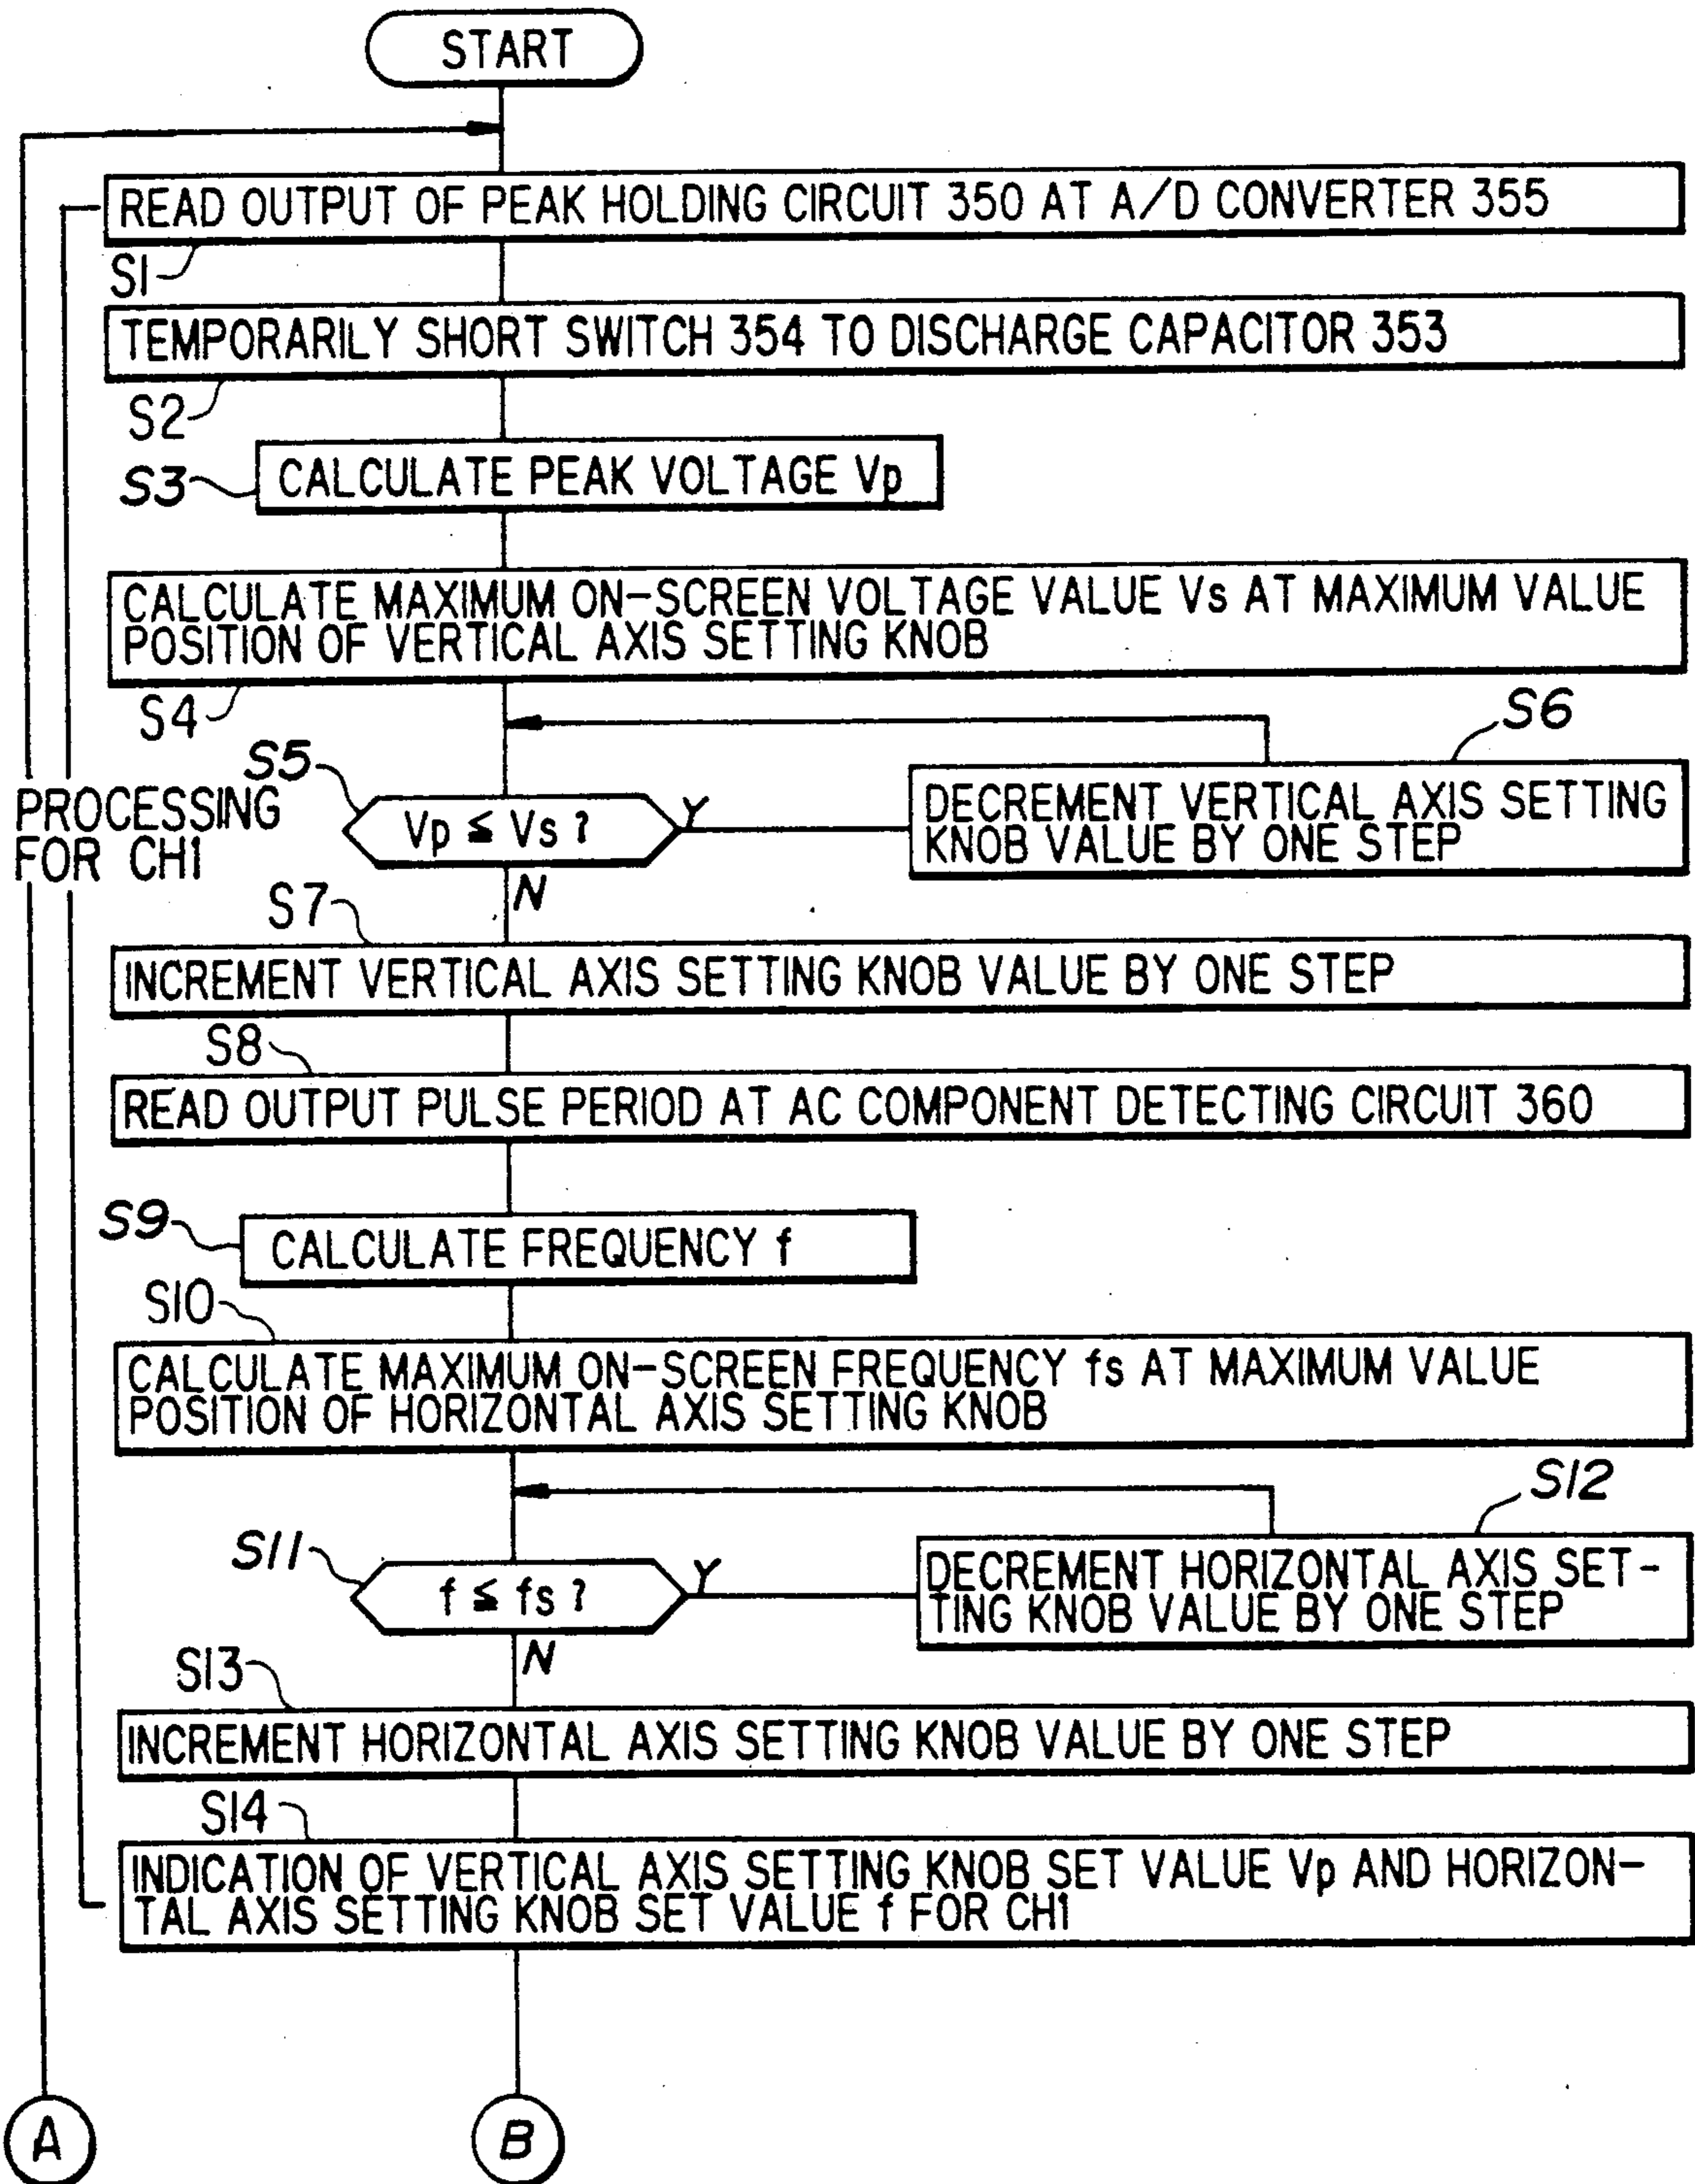 START
READ OUTPUT OF PEAK HOLDING CIRCUIT 350 AT A/D CONVERTER 355
S1
TEMPORARILY SHORT SWITCH 354 TO DISCHARGE CAPACITOR 353
S2
S3
CALCULATE PEAK VOLTAGE Vp
CALCULATE MAXIMUM ON-SCREEN VOLTAGE VALUE Vs AT MAXIMUM VALUE
POSITION OF VERTICAL AXIS SETTING KNOB
S4
S6
S5
PROCESSING
FOR CH1
Vp ≦ Vs ?
Y
DECREMENT VERTICAL AXIS SETTING
KNOB VALUE BY ONE STEP
N
S7
INCREMENT VERTICAL AXIS SETTING KNOB VALUE BY ONE STEP
S8
READ OUTPUT PULSE PERIOD AT AC COMPONENT DETECTING CIRCUIT 360
S9
CALCULATE FREQUENCY f
S10
CALCULATE MAXIMUM ON-SCREEN FREQUENCY fs AT MAXIMUM VALUE
POSITION OF HORIZONTAL AXIS SETTING KNOB
S12
S11
f ≦ fs ?
Y
DECREMENT HORIZONTAL AXIS SET-
TING KNOB VALUE BY ONE STEP
N
S13
INCREMENT HORIZONTAL AXIS SETTING KNOB VALUE BY ONE STEP
S14
INDICATION OF VERTICAL AXIS SETTING KNOB SET VALUE Vp AND HORIZON-
TAL AXIS SETTING KNOB SET VALUE f FOR CH1
A
B